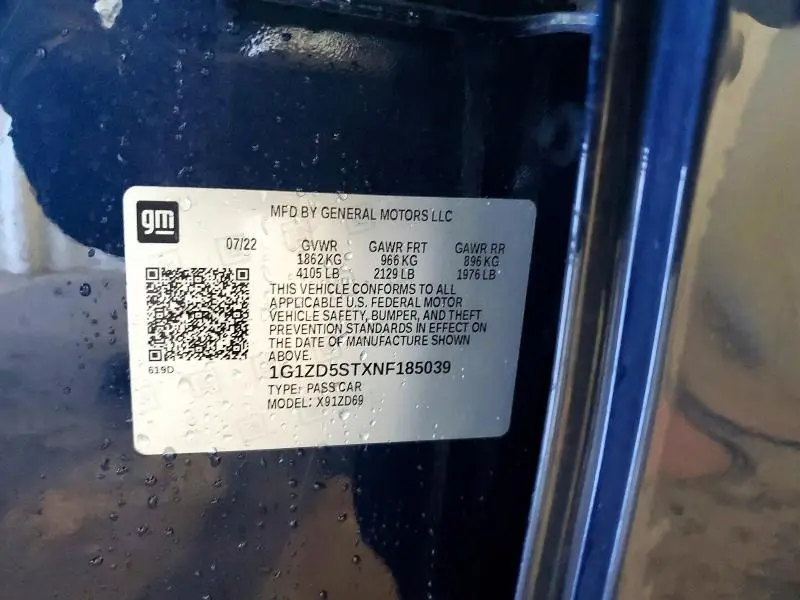 gm
MFD BY GENERAL MOTORS LLC
07/22 GVWR GAWR FRT GAWR RR
1862 KG 966 KG 896 KG
4105 LB 2129 LB 1976 LB
THIS VEHICLE CONFORMS TO ALL
APPLICABLE U.S. FEDERAL MOTOR
VEHICLE SAFETY, BUMPER, AND THEFT
PREVENTION STANDARDS IN EFFECT ON
THE DATE OF MANUFACTURE SHOWN
ABOVE.
619D
1G1ZD5STXNF185039
TYPE: PASS CAR
MODEL: X91ZD69